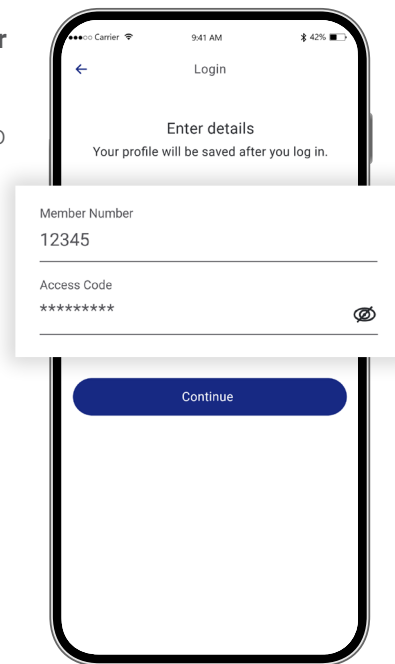 r
Carrier 9:41 AM 42%
Login
Enter details
Your profile will be saved after you log in.
Member Number
12345
Access Code
*********
Continue